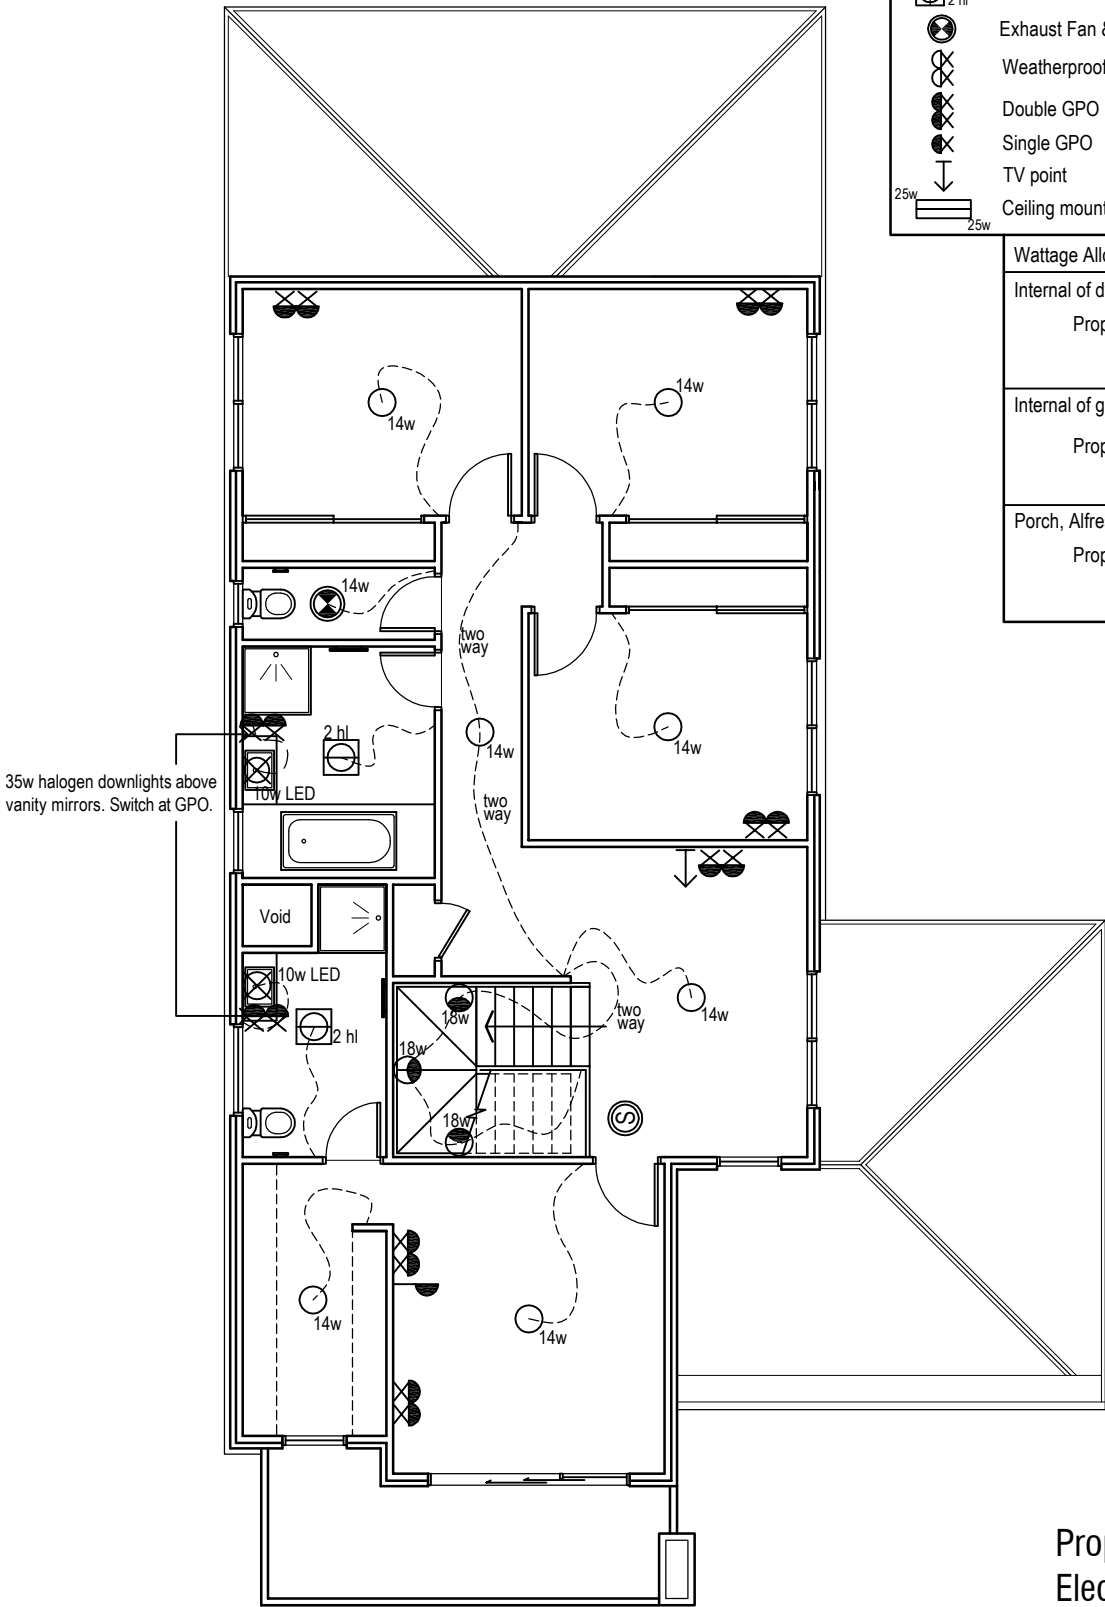 2 hl
Exhaust Fan &
Weatherproof
Double GPO
Single GPO
TV point
25w
Ceiling mount
25w
Wattage All
Internal of d
Prop
Internal of g
Prop
Porch, Alfre
Prop
14w
14w
14w
two
way
2 hl
14w
14w
35w halogen downlights above
vanity mirrors. Switch at GPO.
10w LED
two
way
Void
10w LED
18w
14w
two
way
2 hl
18w
S
18w
14w
14w
Prop
Elec